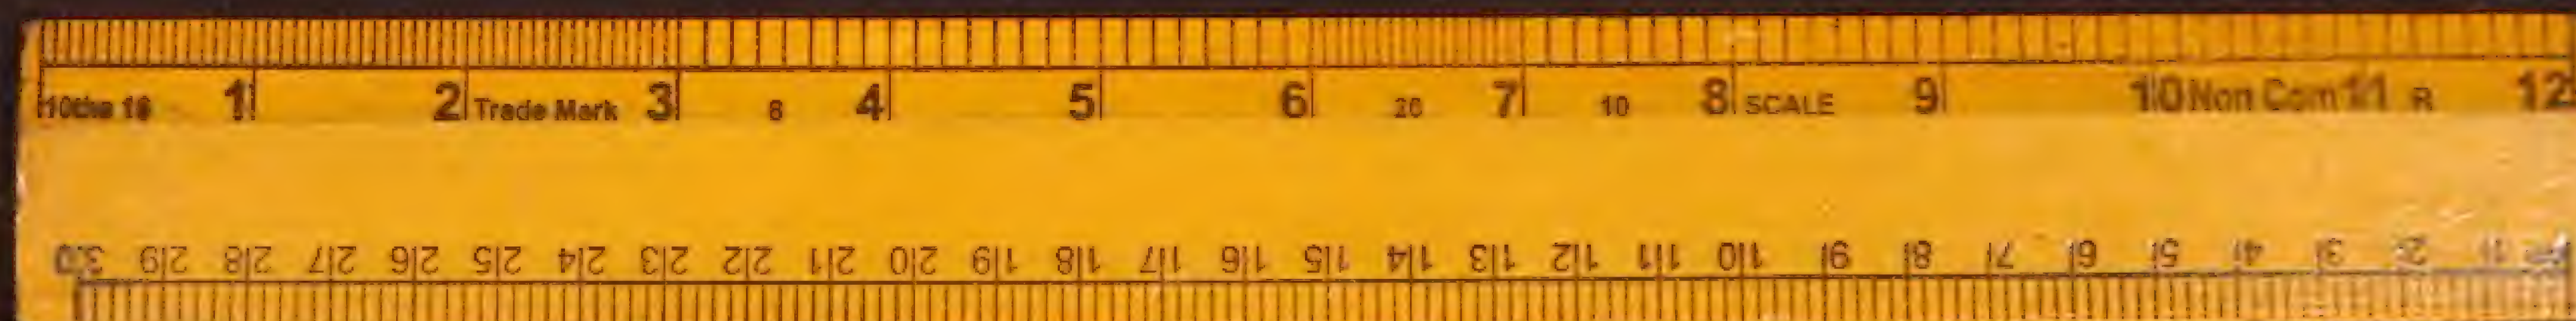 10ths 16 1 2 Trade Mark 3 8 4 5 6 20 7 10 8 SCALE 9 10 Non Com 11 R 12
30 29 28 27 26 25 24 23 22 21 20 19 18 17 16 15 14 13 12 11 10 9 8 7 6 5 4 3 2 1